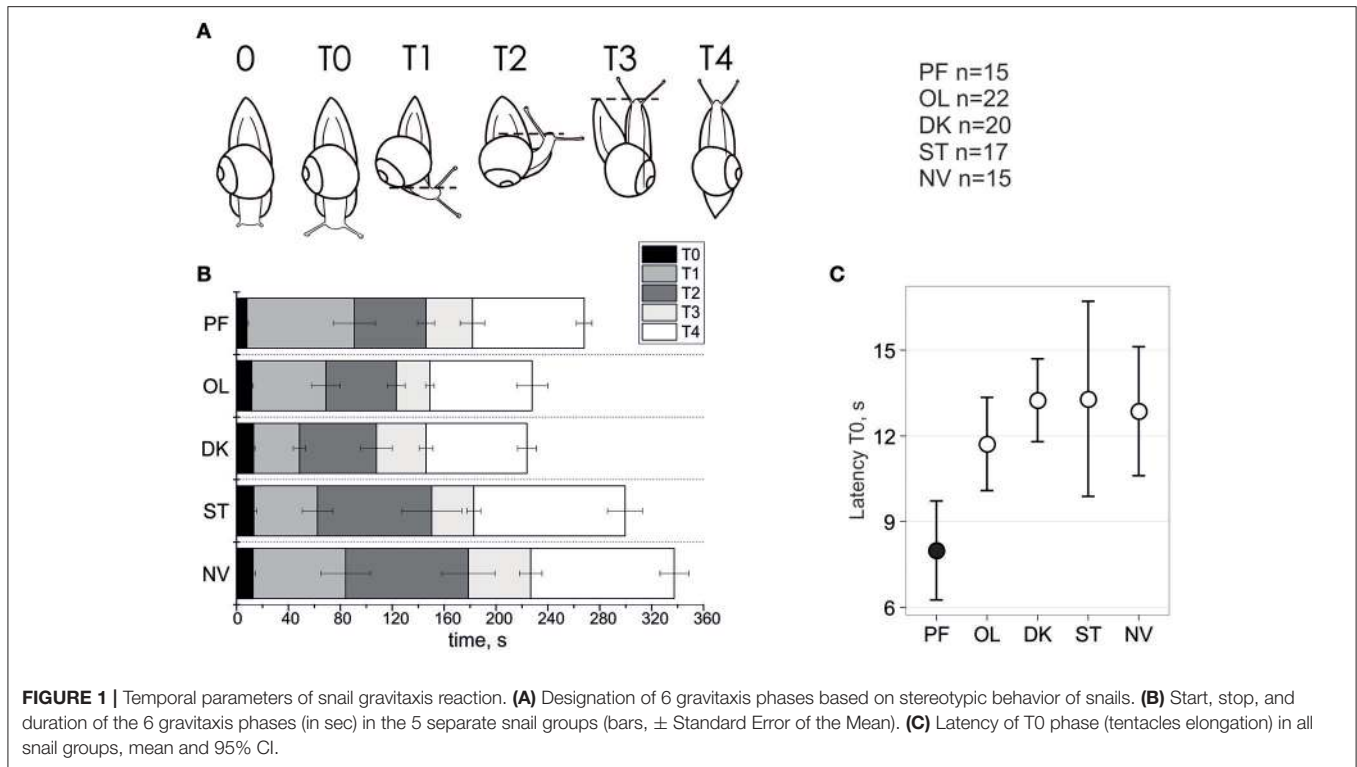 A
O T0 T1 T2 T3 T4
PF n=15
OL n=22
DK n=20
ST n=17
NV n=15
B
T0
T1
T2
T3
T4
PF
OL
DK
ST
NV
0 40 80 120 160 200 240 280 320 360
time, s
C
Latency T0, s
15
12
9
6
PF OL DK ST NV
FIGURE 1 | Temporal parameters of snail gravitaxis reaction. (A) Designation of 6 gravitaxis phases based on stereotypic behavior of snails. (B) Start, stop, and
duration of the 6 gravitaxis phases (in sec) in the 5 separate snail groups (bars, ± Standard Error of the Mean). (C) Latency of T0 phase (tentacles elongation) in all
snail groups, mean and 95% CI.